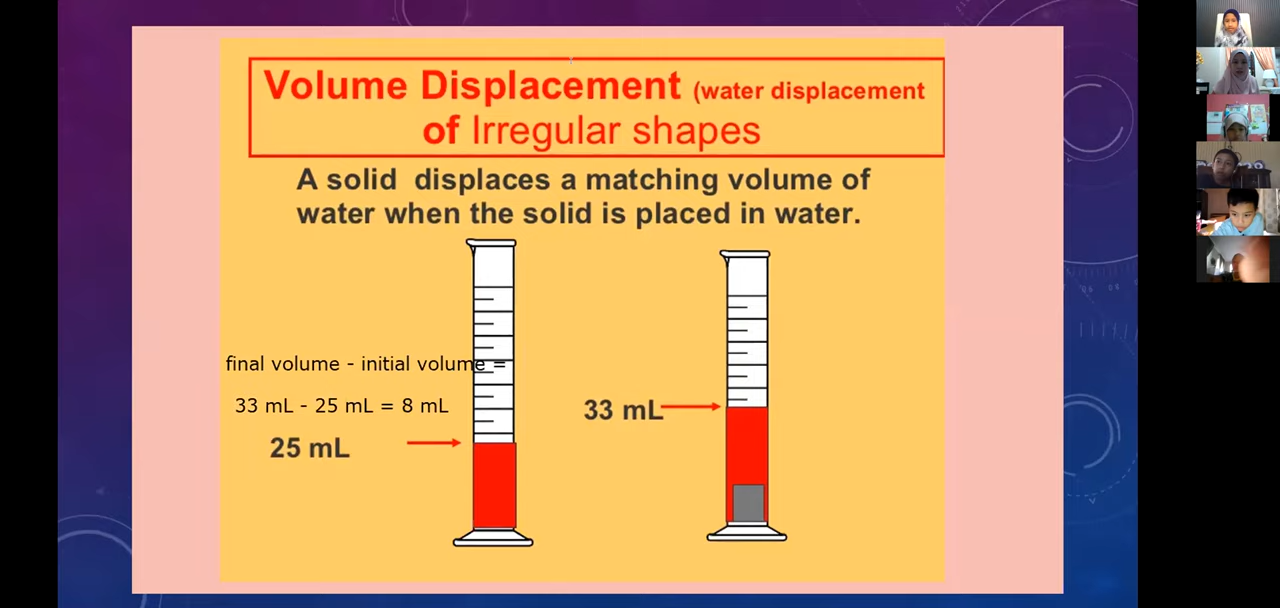 Volume Displacement (water displacement
of Irregular shapes
A solid displaces a matching volume of
water when the solid is placed in water.
final volume - initial volume =
33 mL - 25 mL = 8 mL
25 mL
33 mL